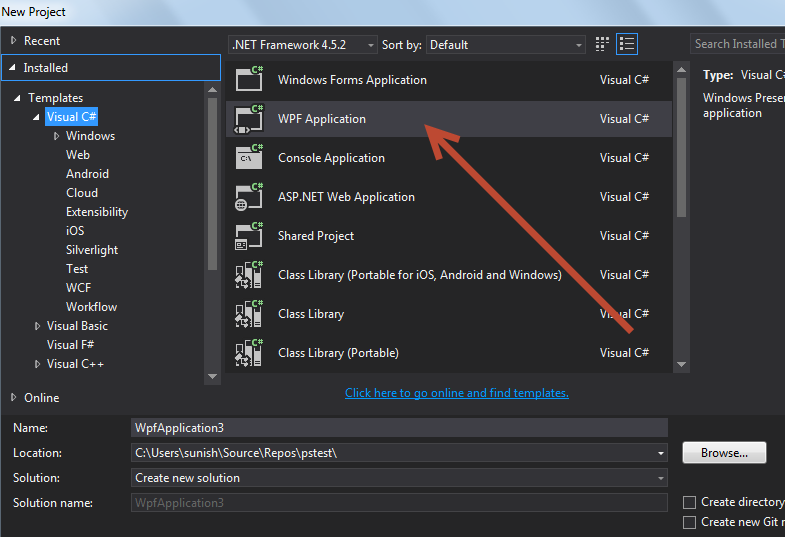 New Project
Recent
Installed
Templates
Visual C#
Windows
Web
Android
Cloud
Extensibility
iOS
Silverlight
Test
WCF
Workflow
Visual Basic
Visual F#
Visual C++
Online
.NET Framework 4.5.2 Sort by: Default
Windows Forms Application Visual C#
WPF Application Visual C#
Console Application Visual C#
ASP.NET Web Application Visual C#
Shared Project Visual C#
Class Library (Portable for iOS, Android and Windows) Visual C#
Class Library Visual C#
Class Library (Portable) Visual C#
Click here to go online and find templates.
Search Installed T
Type: Visual C
Windows Prese
application
Name: WpfApplication3
Location: C:\Users\sunish\Source\Repos\pstest\ Browse...
Solution: Create new solution
Solution name: WpfApplication3
Create directory
Create new Git r